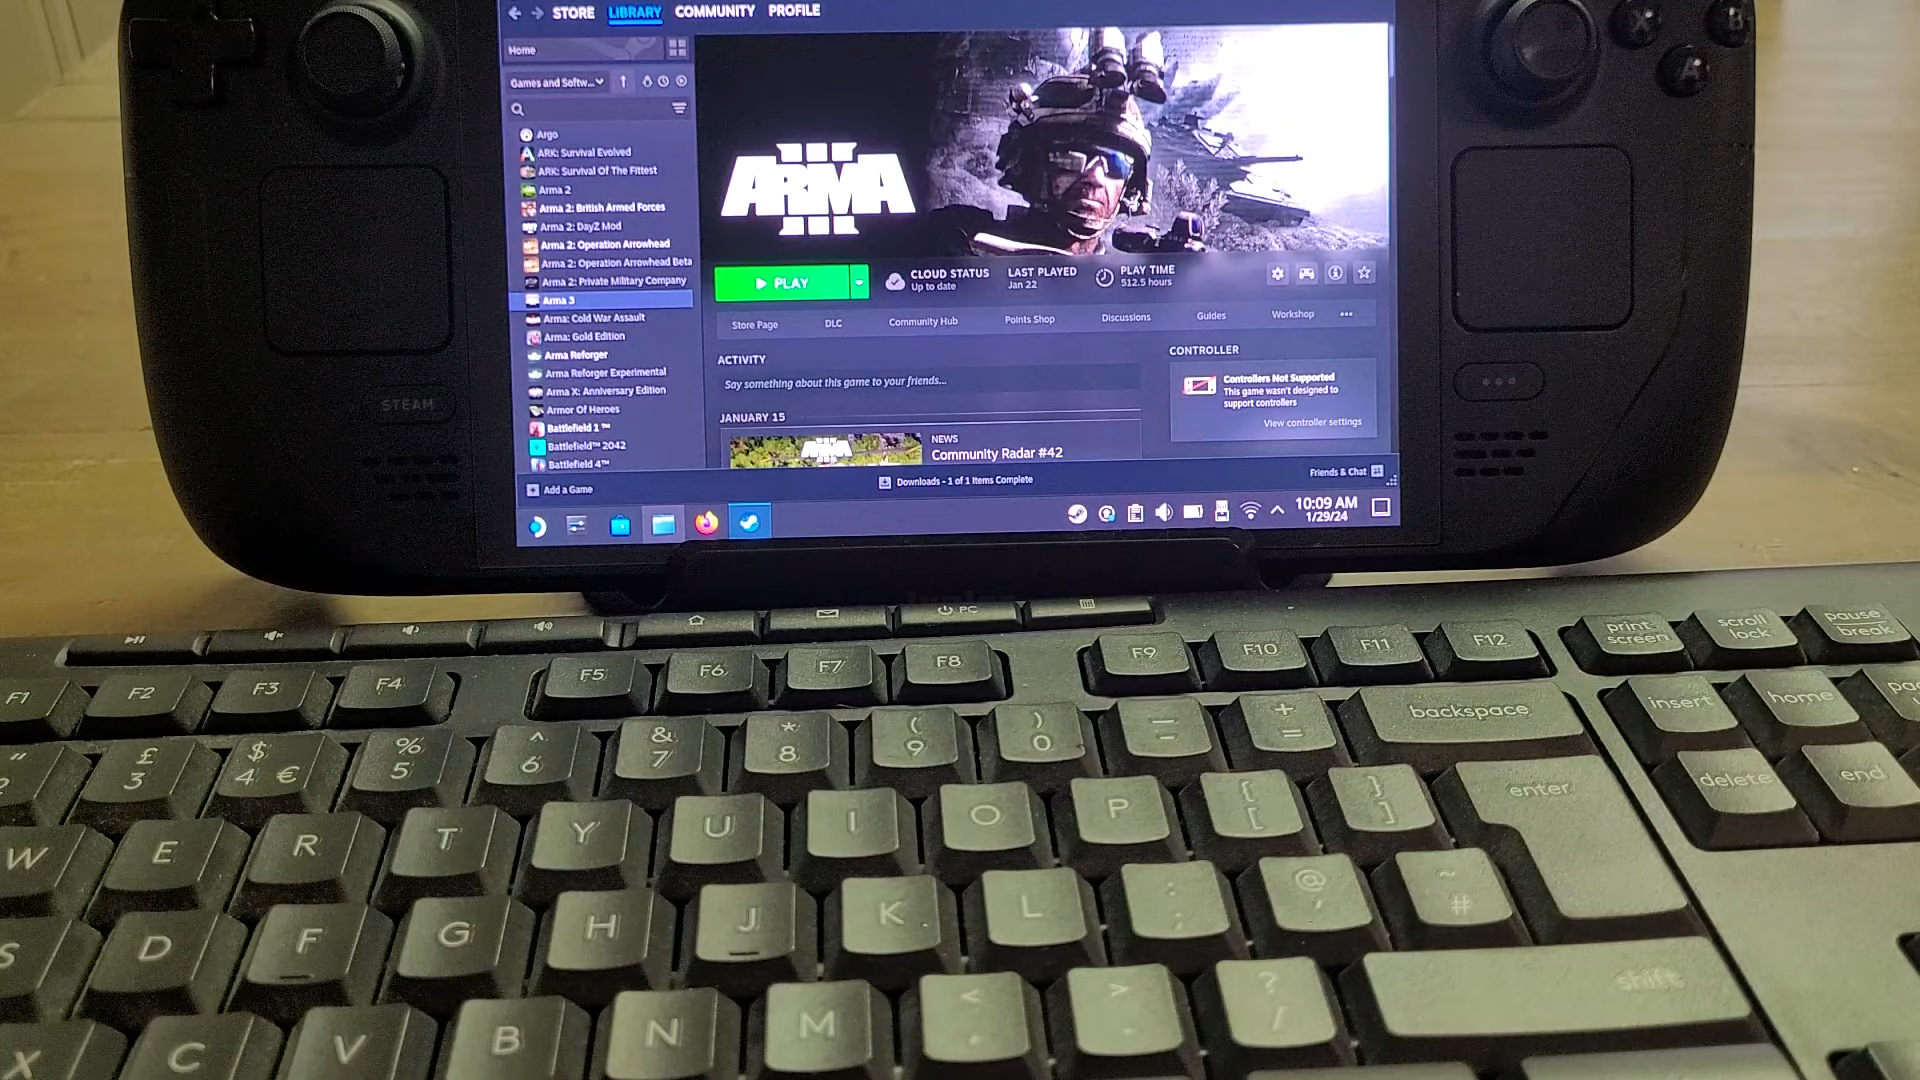 STORE LIBRARY COMMUNITY PROFILE
Home
Games and Softw...
Argo
ARK: Survival Evolved
ARK: Survival Of The Fittest
Arma 2
Arma 2: British Armed Forces
Arma 2: DayZ Mod
Arma 2: Operation Arrowhead
Arma 2: Operation Arrowhead Beta
Arma 2: Private Military Company
Arma 3
Arma: Cold War Assault
Arma: Gold Edition
Arma Reforger
Arma Reforger Experimental
Arma X: Anniversary Edition
Armor Of Heroes
Battlefield 1 ™
Battlefield™ 2042
Battlefield 4™
Add a Game
III
ARMA
III
PLAY
CLOUD STATUS
Up to date
LAST PLAYED
Jan 22
PLAY TIME
512.5 hours
Store Page DLC Community Hub Points Shop Discussions Guides Workshop •••
ACTIVITY
Say something about this game to your friends...
JANUARY 15
ARMA
NEWS
Community Radar #42
CONTROLLER
Controllers Not Supported
This game wasn't designed to
support controllers
View controller settings
Downloads - 1 of 1 Items Complete
Friends & Chat
10:09 AM
1/29/24
STEAM
X
B
A
PC
F1 F2 F3 F4 F5 F6 F7 F8 F9 F10 F11 F12 print screen scroll lock pause break
" 2 £ 3 $ 4 € % 5 ^ 6 & 7 * 8 ( 9 ) 0 _ - + = backspace insert home
W E R T Y U I O P { [ } ] enter delete end
S D F G H J K L : ; @ ' ~ #
X C V B N M < , > . ? / shift